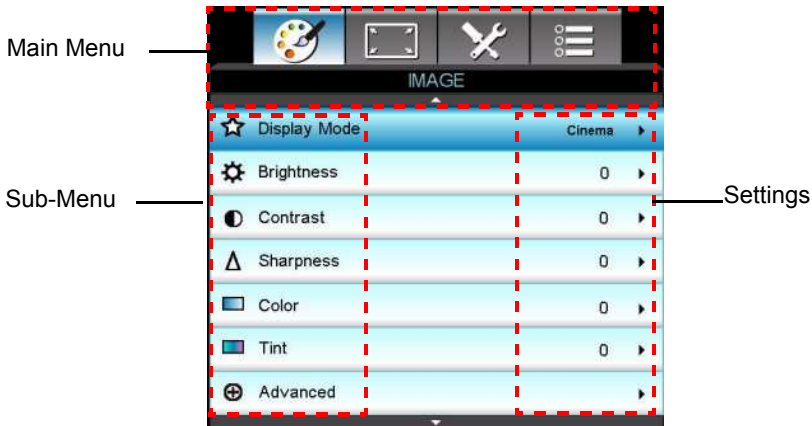 Main Menu
IMAGE
Display Mode Cinema
Brightness 0
Sub-Menu
Settings
Contrast 0
Sharpness 0
Color 0
Tint 0
Advanced